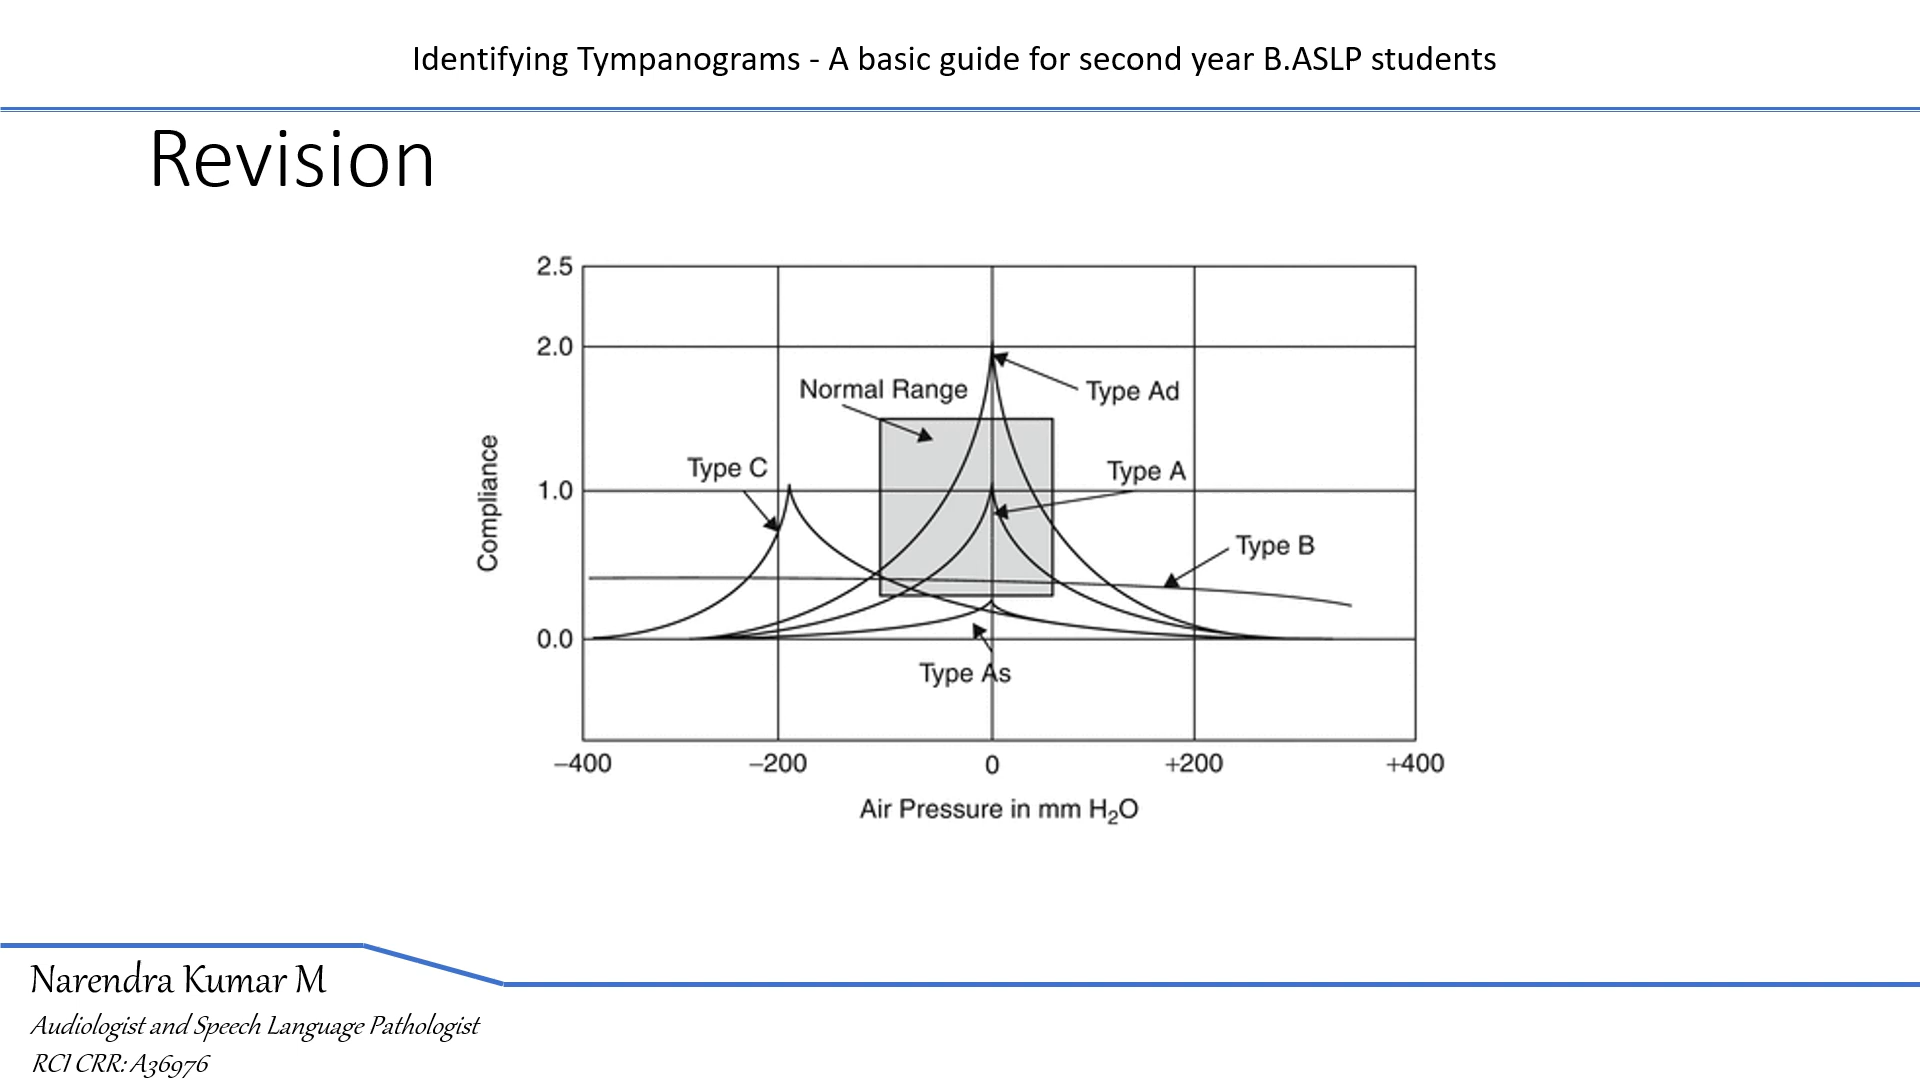 Identifying Tympanograms - A basic guide for second year B.ASLP students
Revision
2.5
2.0
Type Ad
Normal Range
Type C
Type A
1.0
Compliance
Type B
0.0
Type As
–400
–200
0
+200
+400
Air Pressure in mm H₂O
Narendra Kumar M
Audiologist and Speech Language Pathologist
RCI CRR: A36976